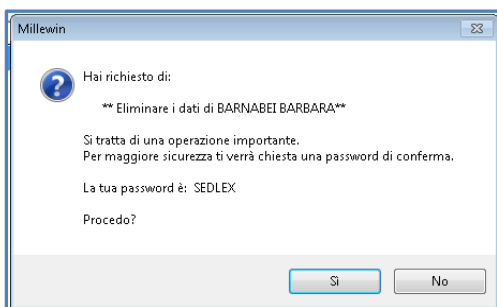 Millewin
Hai richiesto di:
** Eliminare i dati di BARNABEI BARBARA**
Si tratta di una operazione importante.
Per maggiore sicurezza ti verrà chiesta una password di conferma.
La tua password è: SEDLEX
Procedo?
Sì
No